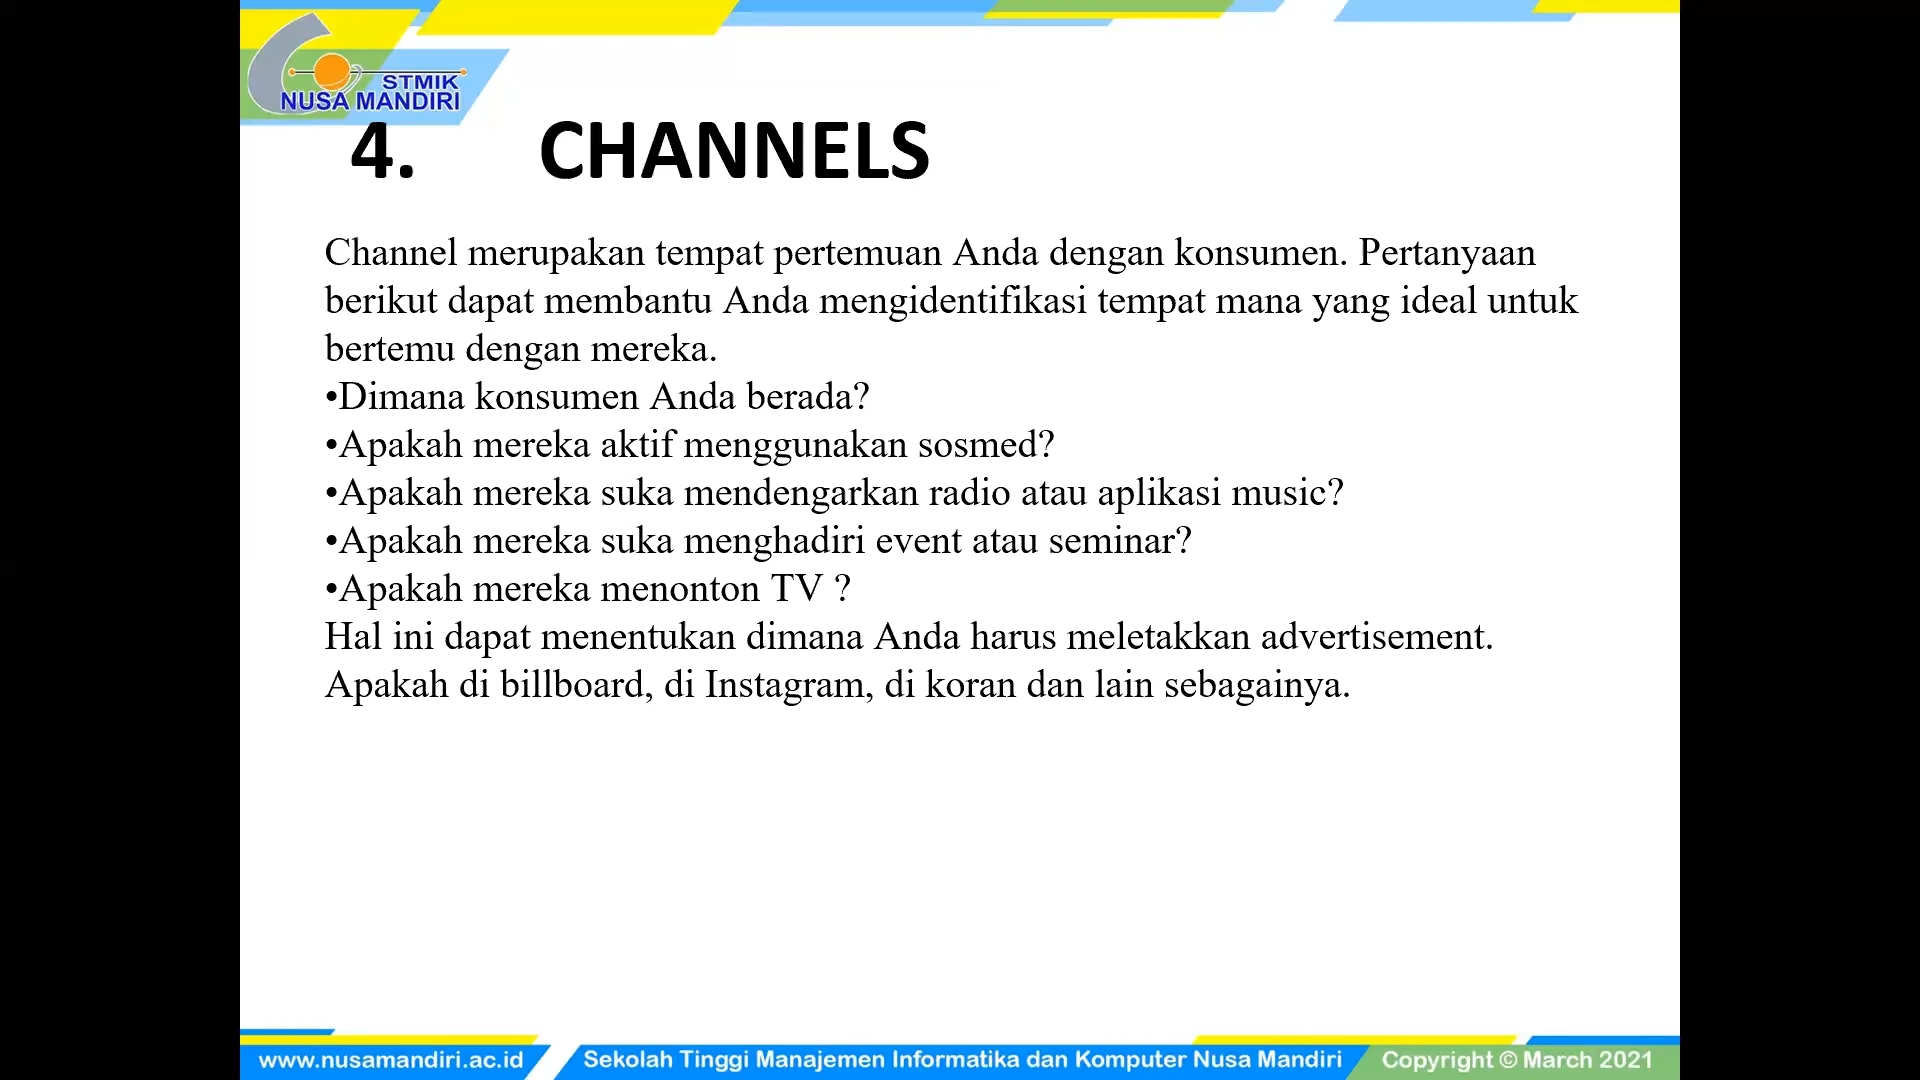 STMIK
NUSA MANDIRI
4. CHANNELS
Channel merupakan tempat pertemuan Anda dengan konsumen. Pertanyaan
berikut dapat membantu Anda mengidentifikasi tempat mana yang ideal untuk
bertemu dengan mereka.
•Dimana konsumen Anda berada?
•Apakah mereka aktif menggunakan sosmed?
•Apakah mereka suka mendengarkan radio atau aplikasi music?
•Apakah mereka suka menghadiri event atau seminar?
•Apakah mereka menonton TV ?
Hal ini dapat menentukan dimana Anda harus meletakkan advertisement.
Apakah di billboard, di Instagram, di koran dan lain sebagainya.
www.nusamandiri.ac.id Sekolah Tinggi Manajemen Informatika dan Komputer Nusa Mandiri Copyright © March 2021